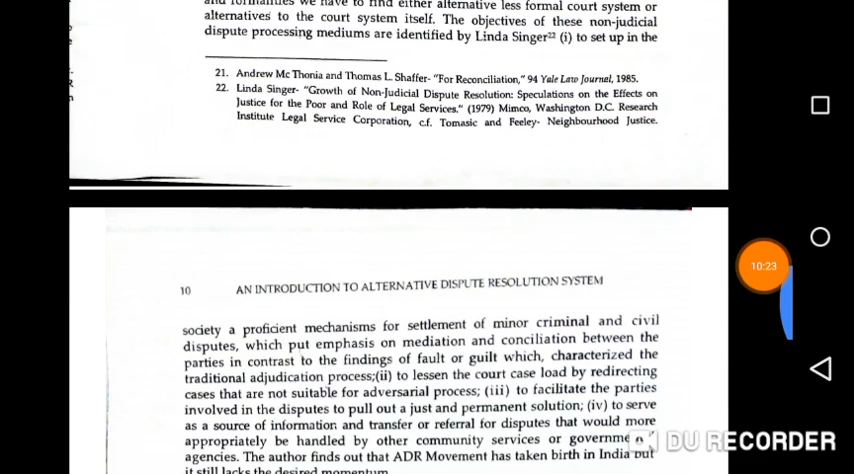 and formalities we have to find either alternative less formal court system or
alternatives to the court system itself. The objectives of these non-judicial
dispute processing mediums are identified by Linda Singer²² (i) to set up in the
21. Andrew Mc Thonia and Thomas L. Shaffer- "For Reconciliation," 94 Yale Law Journel, 1985.
22. Linda Singer- "Growth of Non-Judicial Dispute Resolution: Speculations on the Effects on
Justice for the Poor and Role of Legal Services." (1979) Mimco, Washington D.C. Research
Institute Legal Service Corporation, c.f. Tomasic and Feeley- Neighbourhood Justice.
10 AN INTRODUCTION TO ALTERNATIVE DISPUTE RESOLUTION SYSTEM
society a proficient mechanisms for settlement of minor criminal and civil
disputes, which put emphasis on mediation and conciliation between the
parties in contrast to the findings of fault or guilt which, characterized the
traditional adjudication process;(ii) to lessen the court case load by redirecting
cases that are not suitable for adversarial process; (iii) to facilitate the parties
involved in the disputes to pull out a just and permanent solution; (iv) to serve
as a source of information and transfer or referral for disputes that would more
appropriately be handled by other community services or governme
agencies. The author finds out that ADR Movement has taken birth in India but
it still lacks the desired momentum
10:23
DU RECORDER